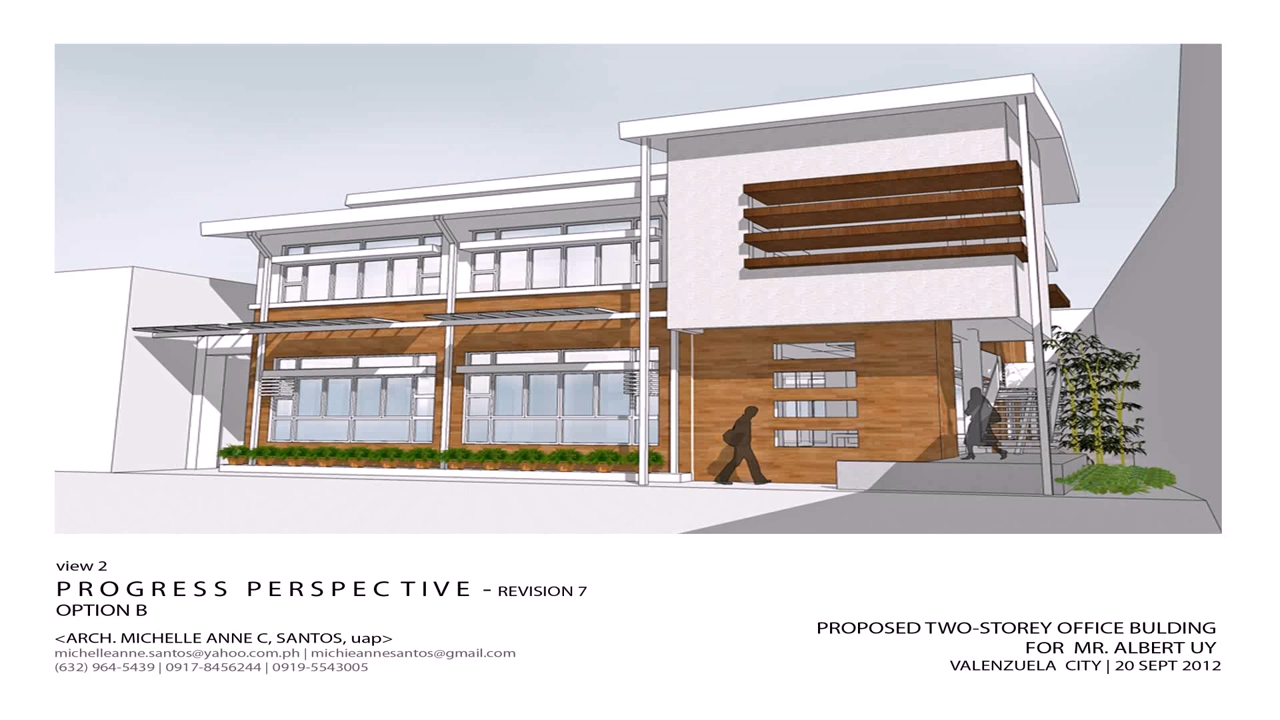 view 2
PROGRESS PERSPECTIVE - REVISION 7
OPTION B
<ARCH. MICHELLE ANNE C, SANTOS, uap>
michelleanne.santos@yahoo.com.ph | michieannesantos@gmail.com
(632) 964-5439 | 0917-8456244 | 0919-5543005
PROPOSED TWO-STOREY OFFICE BULDING
FOR MR. ALBERT UY
VALENZUELA CITY | 20 SEPT 2012